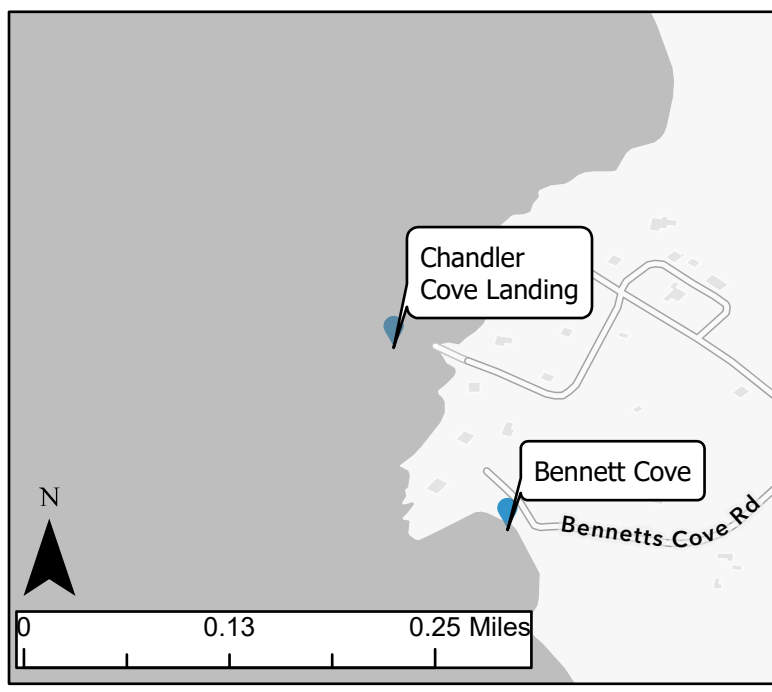 Chandler
Cove Landing
Bennett Cove
Bennetts Cove Rd
N
0 0.13 0.25 Miles